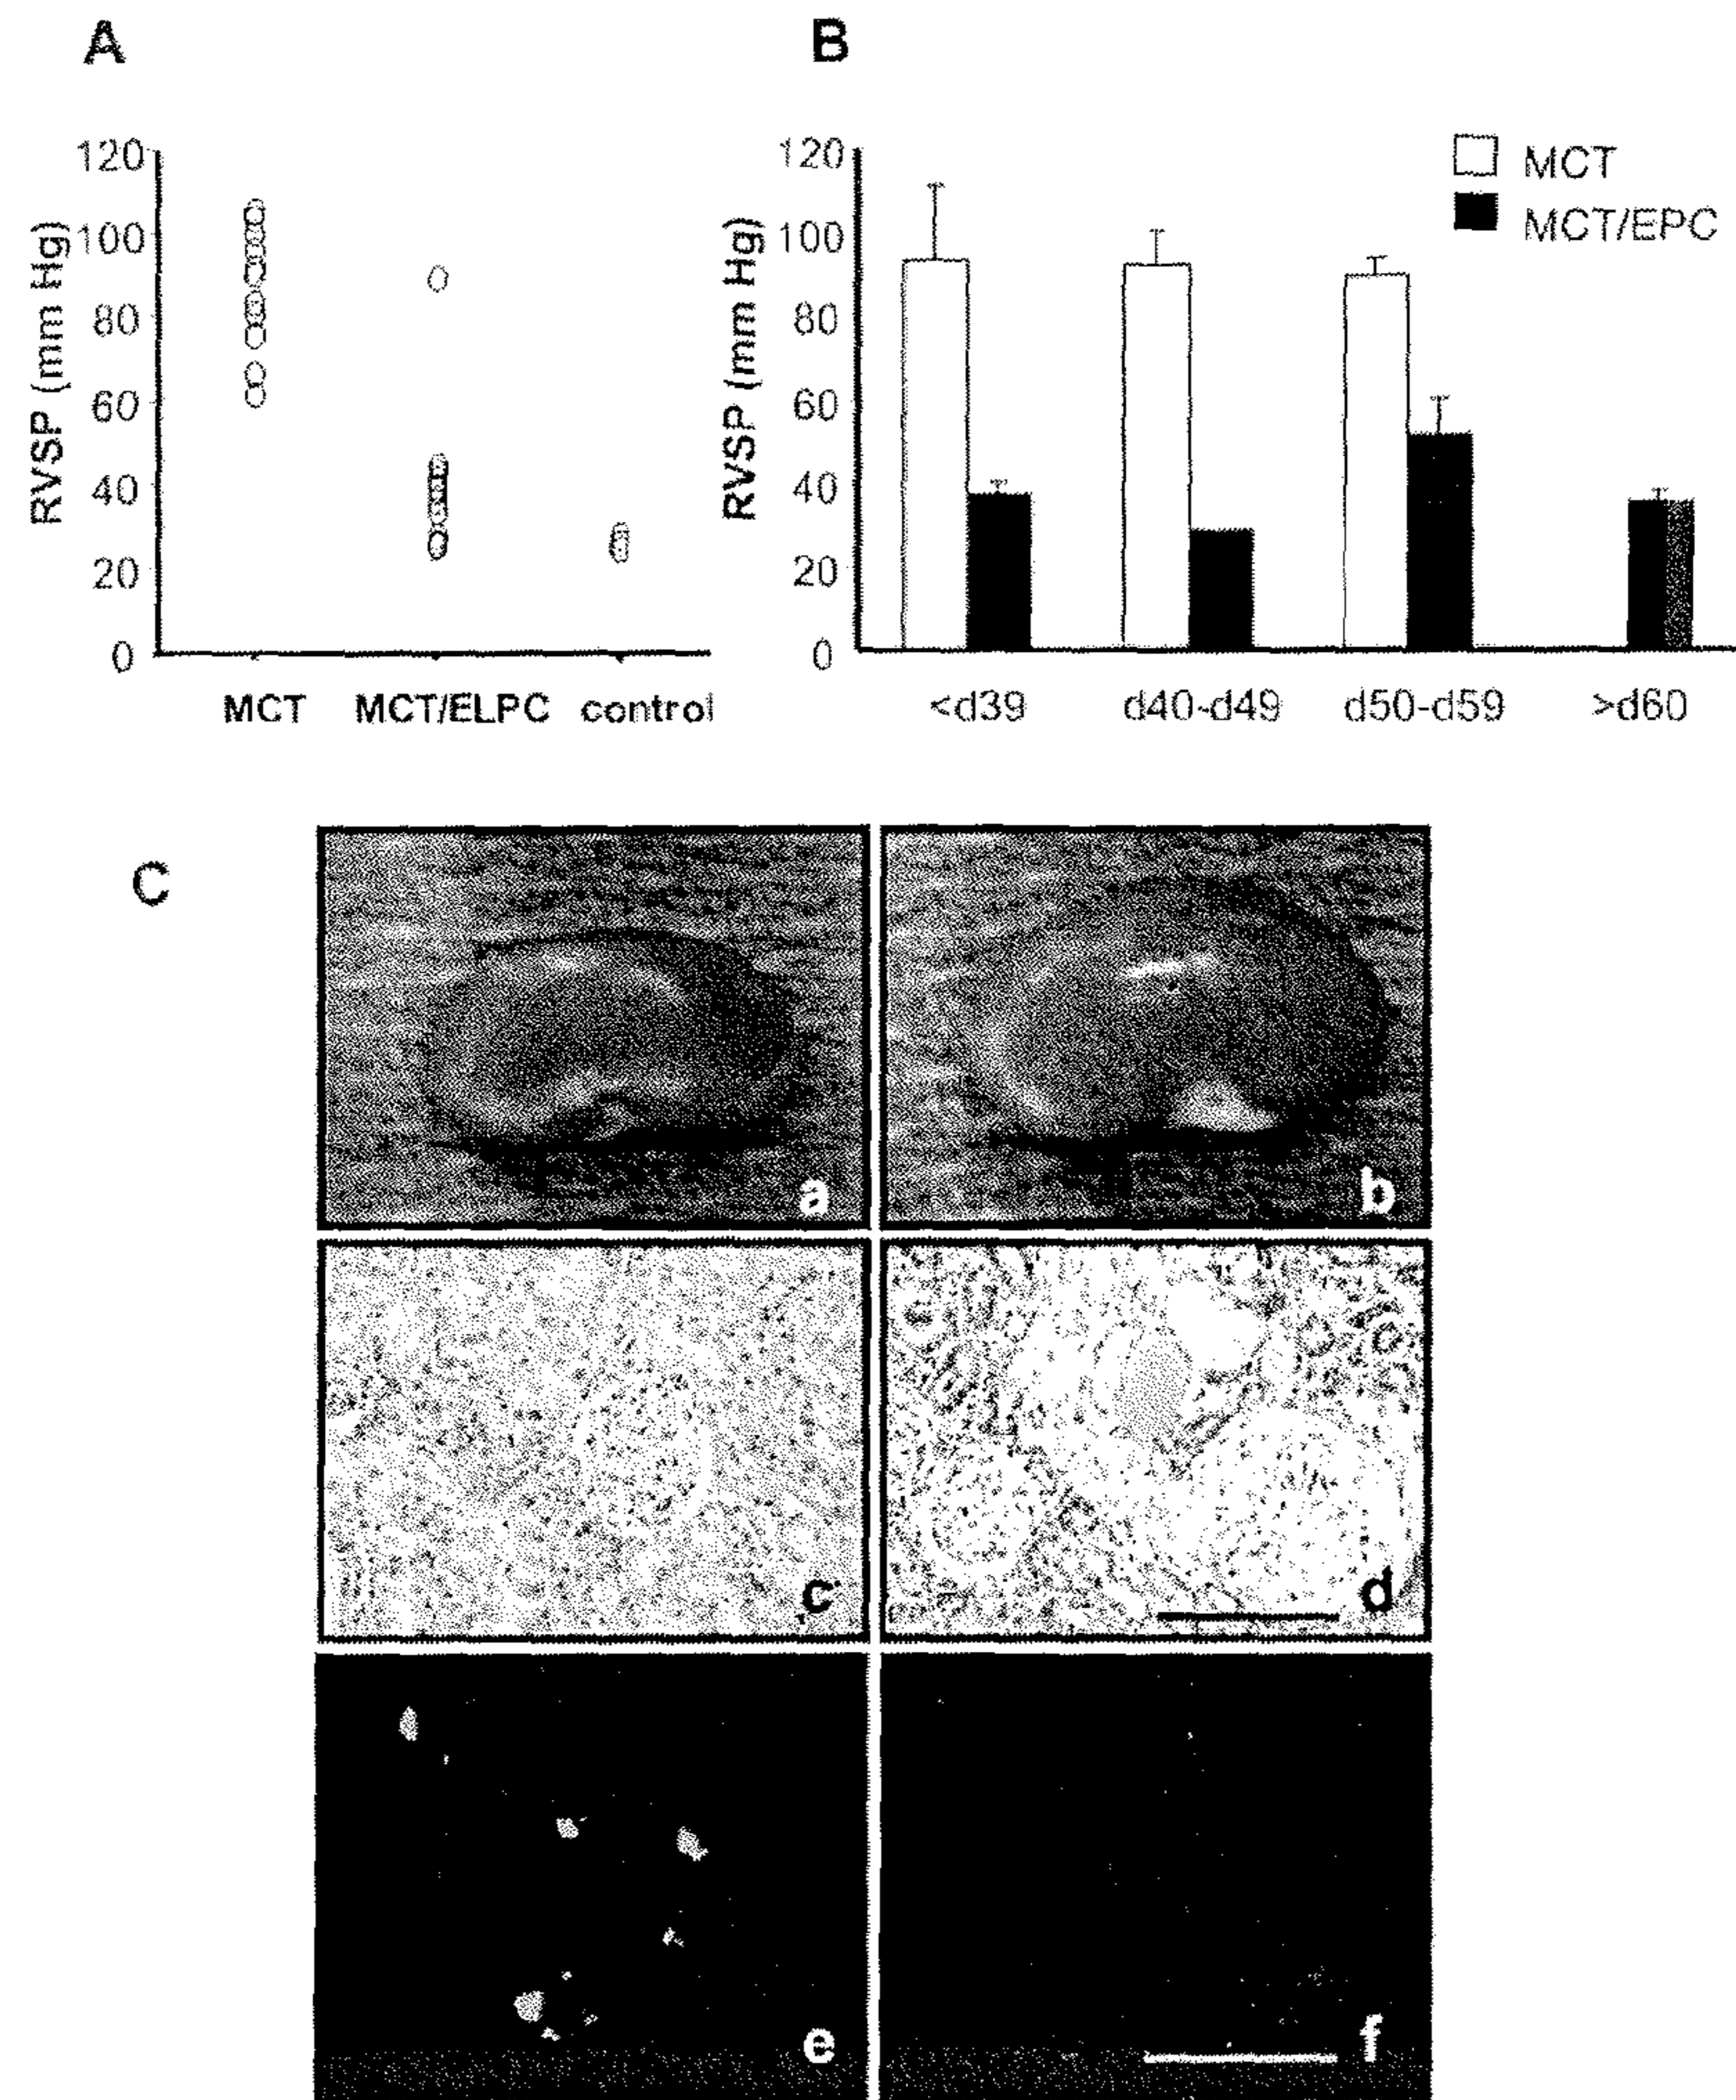 A
B
120
100
80
60
40
20
0
RVSP (mm Hg)
MCT
MCT/ELPC
control
120
100
80
60
40
20
0
RVSP (mm Hg)
MCT
MCT/EPC
<d39
d40-d49
d50-d59
>d60
C
a
b
c
d
e
f